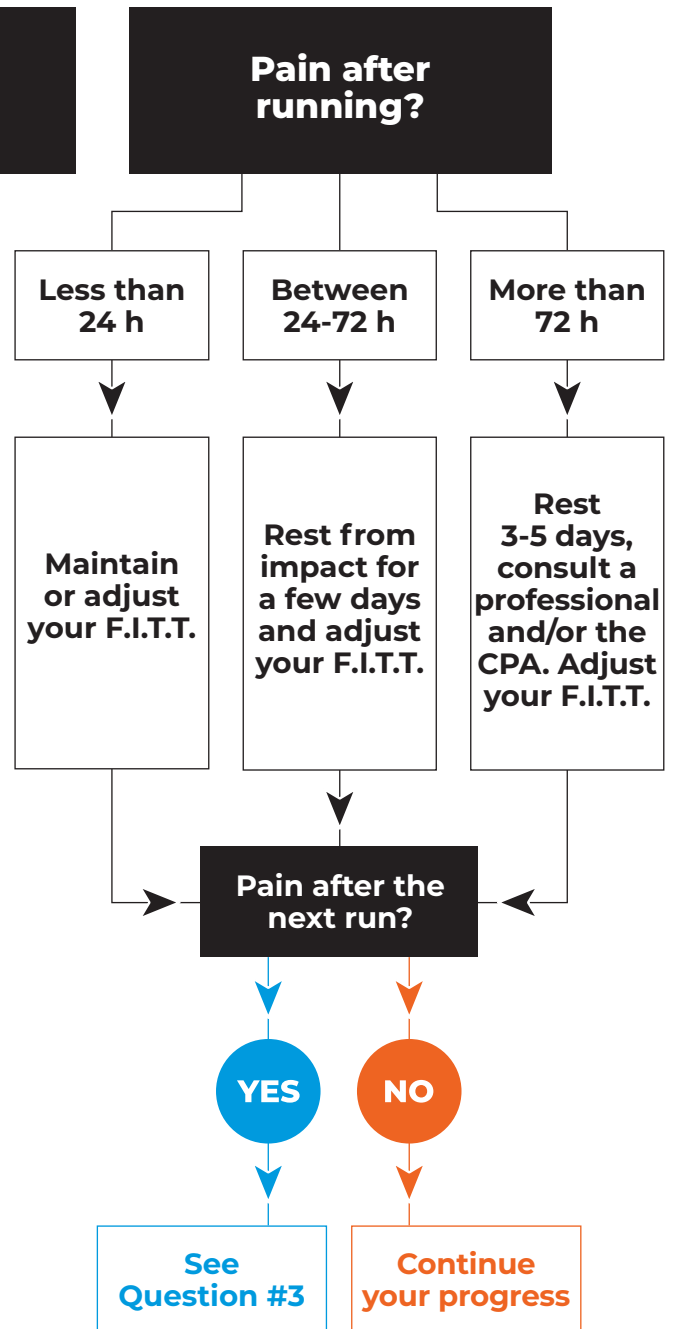 Pain after
running?
Less than
24 h
Between
24-72 h
More than
72 h
Maintain
or adjust
your F.I.T.T.
Rest from
impact for
a few days
and adjust
your F.I.T.T.
Rest
3-5 days,
consult a
professional
and/or the
CPA. Adjust
your F.I.T.T.
Pain after the
next run?
YES
NO
See
Question #3
Continue
your progress